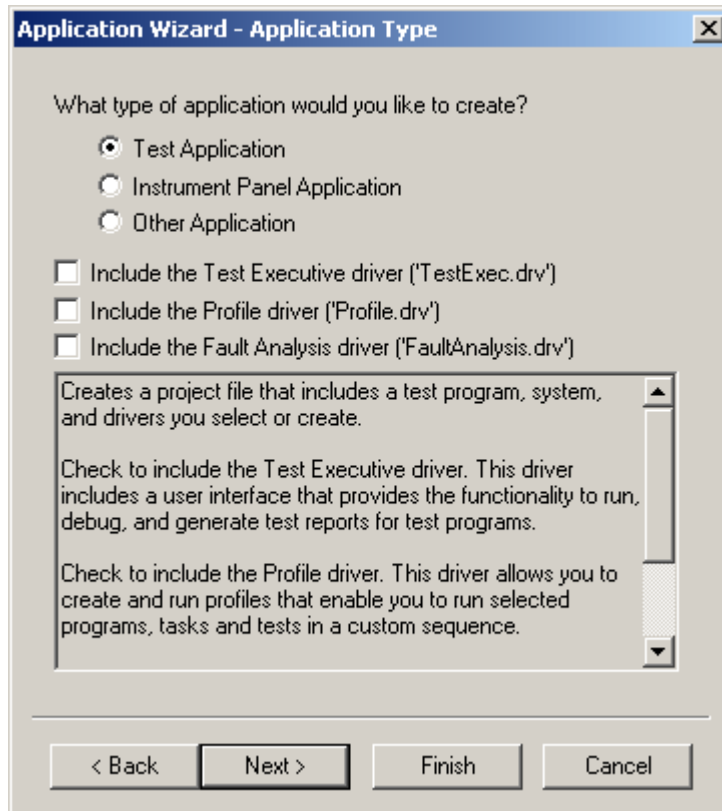 Application Wizard - Application Type
What type of application would you like to create?
Test Application
Instrument Panel Application
Other Application
Include the Test Executive driver ('TestExec.drv')
Include the Profile driver ('Profile.drv')
Include the Fault Analysis driver ('FaultAnalysis.drv')
Creates a project file that includes a test program, system,
and drivers you select or create.
Check to include the Test Executive driver. This driver
includes a user interface that provides the functionality to run,
debug, and generate test reports for test programs.
Check to include the Profile driver. This driver allows you to
create and run profiles that enable you to run selected
programs, tasks and tests in a custom sequence.
< Back Next > Finish Cancel